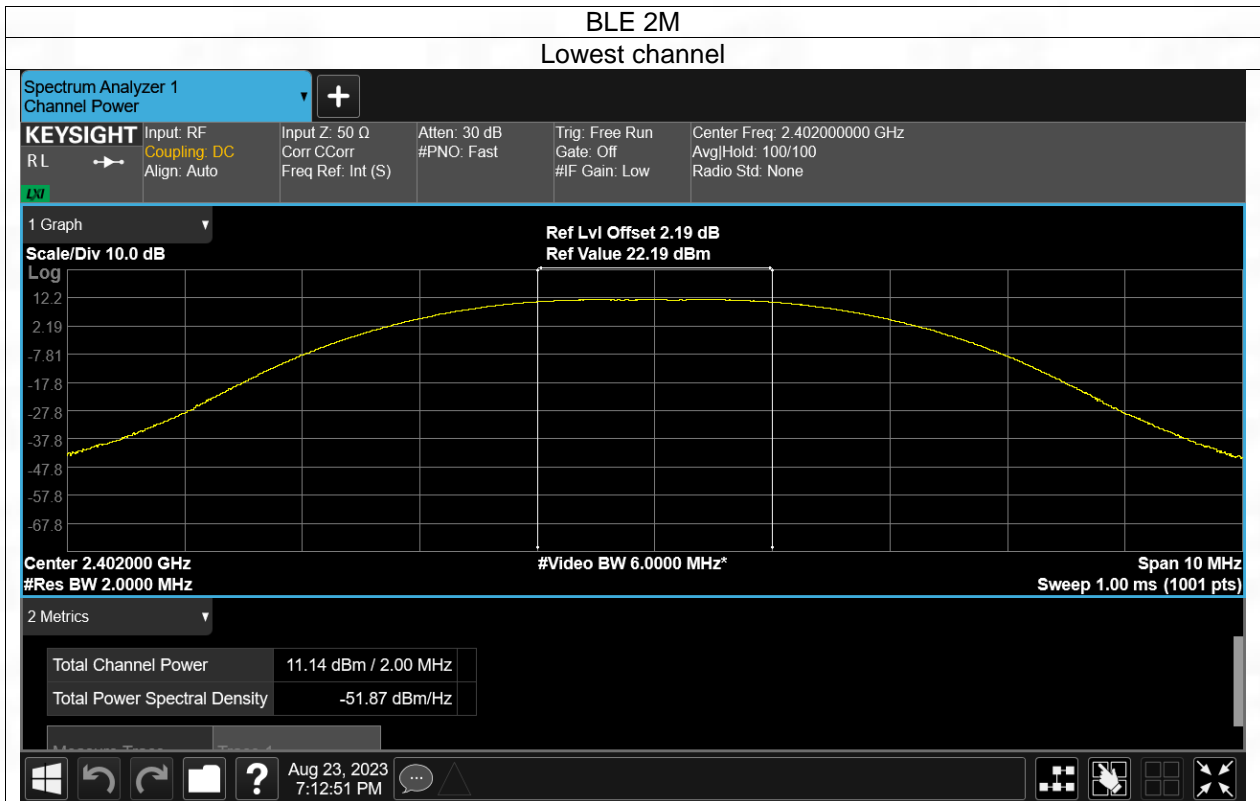 BLE 2M
Lowest channel
Spectrum Analyzer 1
Channel Power
KEYSIGHT
R L
LXI
Input: RF
Coupling: DC
Align: Auto
Input Z: 50 Ω
Corr CCorr
Freq Ref: Int (S)
Atten: 30 dB
#PNO: Fast
Trig: Free Run
Gate: Off
#IF Gain: Low
Center Freq: 2.402000000 GHz
Avg|Hold: 100/100
Radio Std: None
1 Graph
Scale/Div 10.0 dB
Ref Lvl Offset 2.19 dB
Ref Value 22.19 dBm
Log
12.2
2.19
-7.81
-17.8
-27.8
-37.8
-47.8
-57.8
-67.8
Center 2.402000 GHz
#Video BW 6.0000 MHz*
Span 10 MHz
#Res BW 2.0000 MHz
Sweep 1.00 ms (1001 pts)
2 Metrics
Total Channel Power 11.14 dBm / 2.00 MHz
Total Power Spectral Density -51.87 dBm/Hz
Measure Trace Trace 1
?
Aug 23, 2023
7:12:51 PM